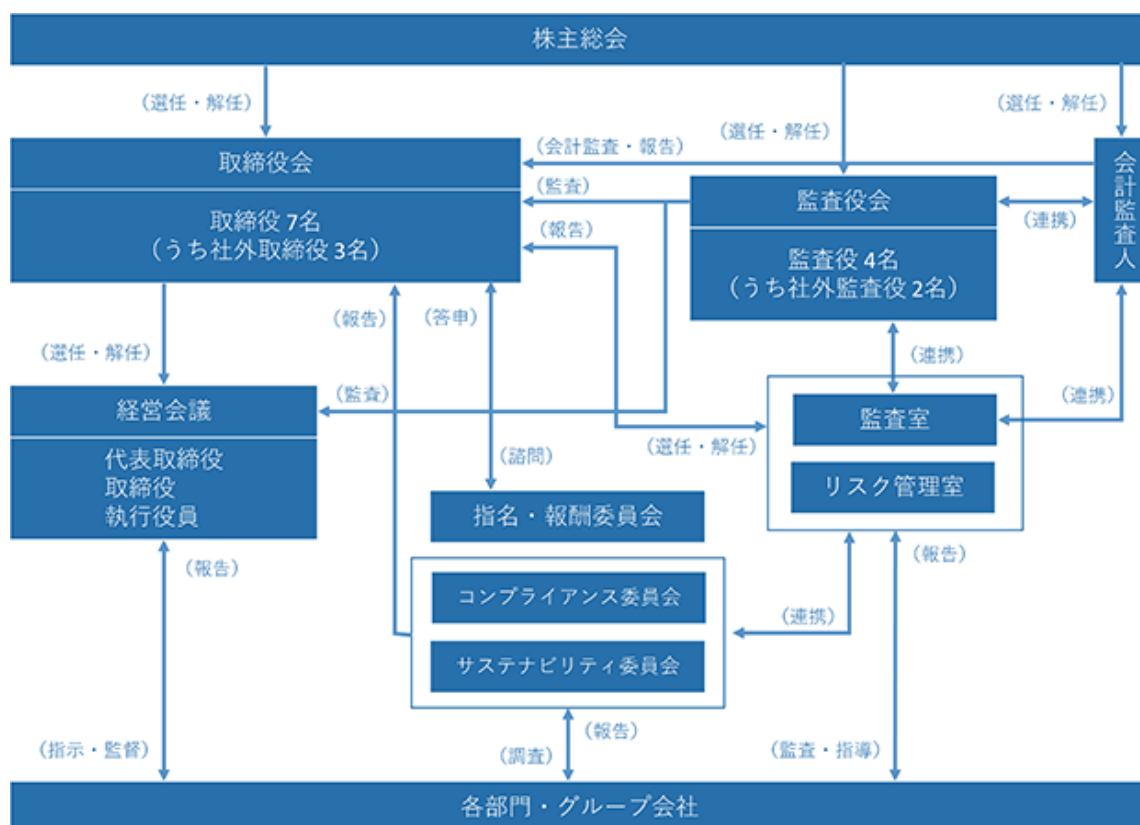 株主総会
(選任・解任)
(選任・解任)
(選任・解任)
取締役会
取締役 7名
(うち社外取締役 3名)
(会計監査・報告)
(監査)
(報告)
監査役会
監査役 4名
(うち社外監査役 2名)
(連携)
会計監査人
(選任・解任)
(報告)
(答申)
(連携)
経営会議
代表取締役
取締役
執行役員
(監査)
(諮問)
(選任・解任)
監査室
リスク管理室
(連携)
指名・報酬委員会
(報告)
コンプライアンス委員会
サステナビリティ委員会
(連携)
(報告)
(指示・監督)
(調査)
(報告)
(監査・指導)
各部門・グループ会社